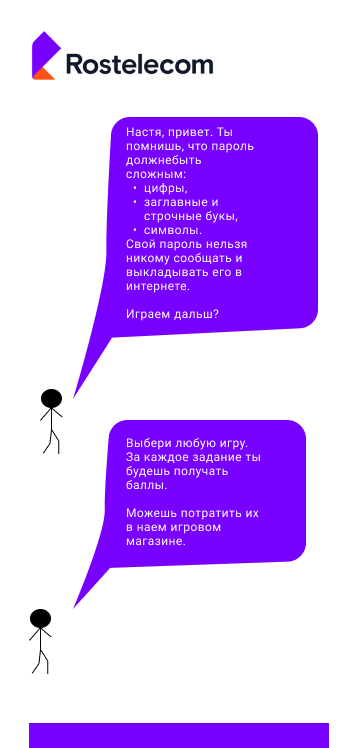 Rostelecom
Настя, привет. Ты
помнишь, что пароль
должнебыть
сложным:
• цифры,
• заглавные и
строчные букы,
• символы.
Свой пароль нельзя
никому сообщать и
выкладывать его в
интернете.
Играем дальш?
Выбери любую игру.
За каждое задание ты
будешь получать
баллы.
Можешь потратить их
в наем игровом
магазине.